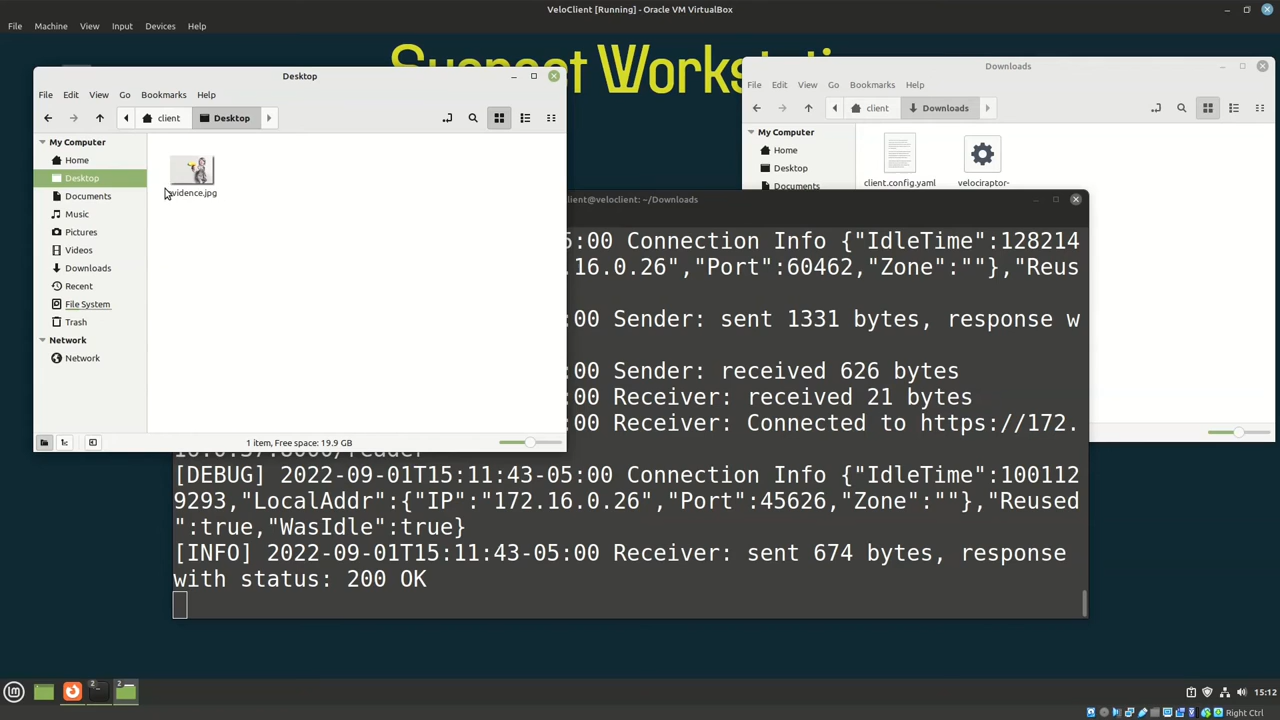 VeloClient [Running] - Oracle VM VirtualBox
File Machine View Input Devices Help
Suspect Workstati
Desktop
File Edit View Go Bookmarks Help
client Desktop
My Computer
Home
Desktop
Documents
Music
Pictures
Videos
Downloads
Recent
File System
Trash
Network
Network
vidence.jpg
1 item, Free space: 19.9 GB
Downloads
File Edit View Go Bookmarks Help
client Downloads
My Computer
Home
Desktop
Documents
client.config.yaml
velociraptor-
lient@veloclient: ~/Downloads
5:00 Connection Info {"IdleTime":128214
.16.0.26","Port":60462,"Zone":""},"Reus
:00 Sender: sent 1331 bytes, response w
:00 Sender: received 626 bytes
:00 Receiver: received 21 bytes
:00 Receiver: Connected to https://172.
[DEBUG] 2022-09-01T15:11:43-05:00 Connection Info {"IdleTime":100112
9293,"LocalAddr":{"IP":"172.16.0.26","Port":45626,"Zone":""},"Reused
":true,"WasIdle":true}
[INFO] 2022-09-01T15:11:43-05:00 Receiver: sent 674 bytes, response
with status: 200 OK
2
2
15:12
Right Ctrl